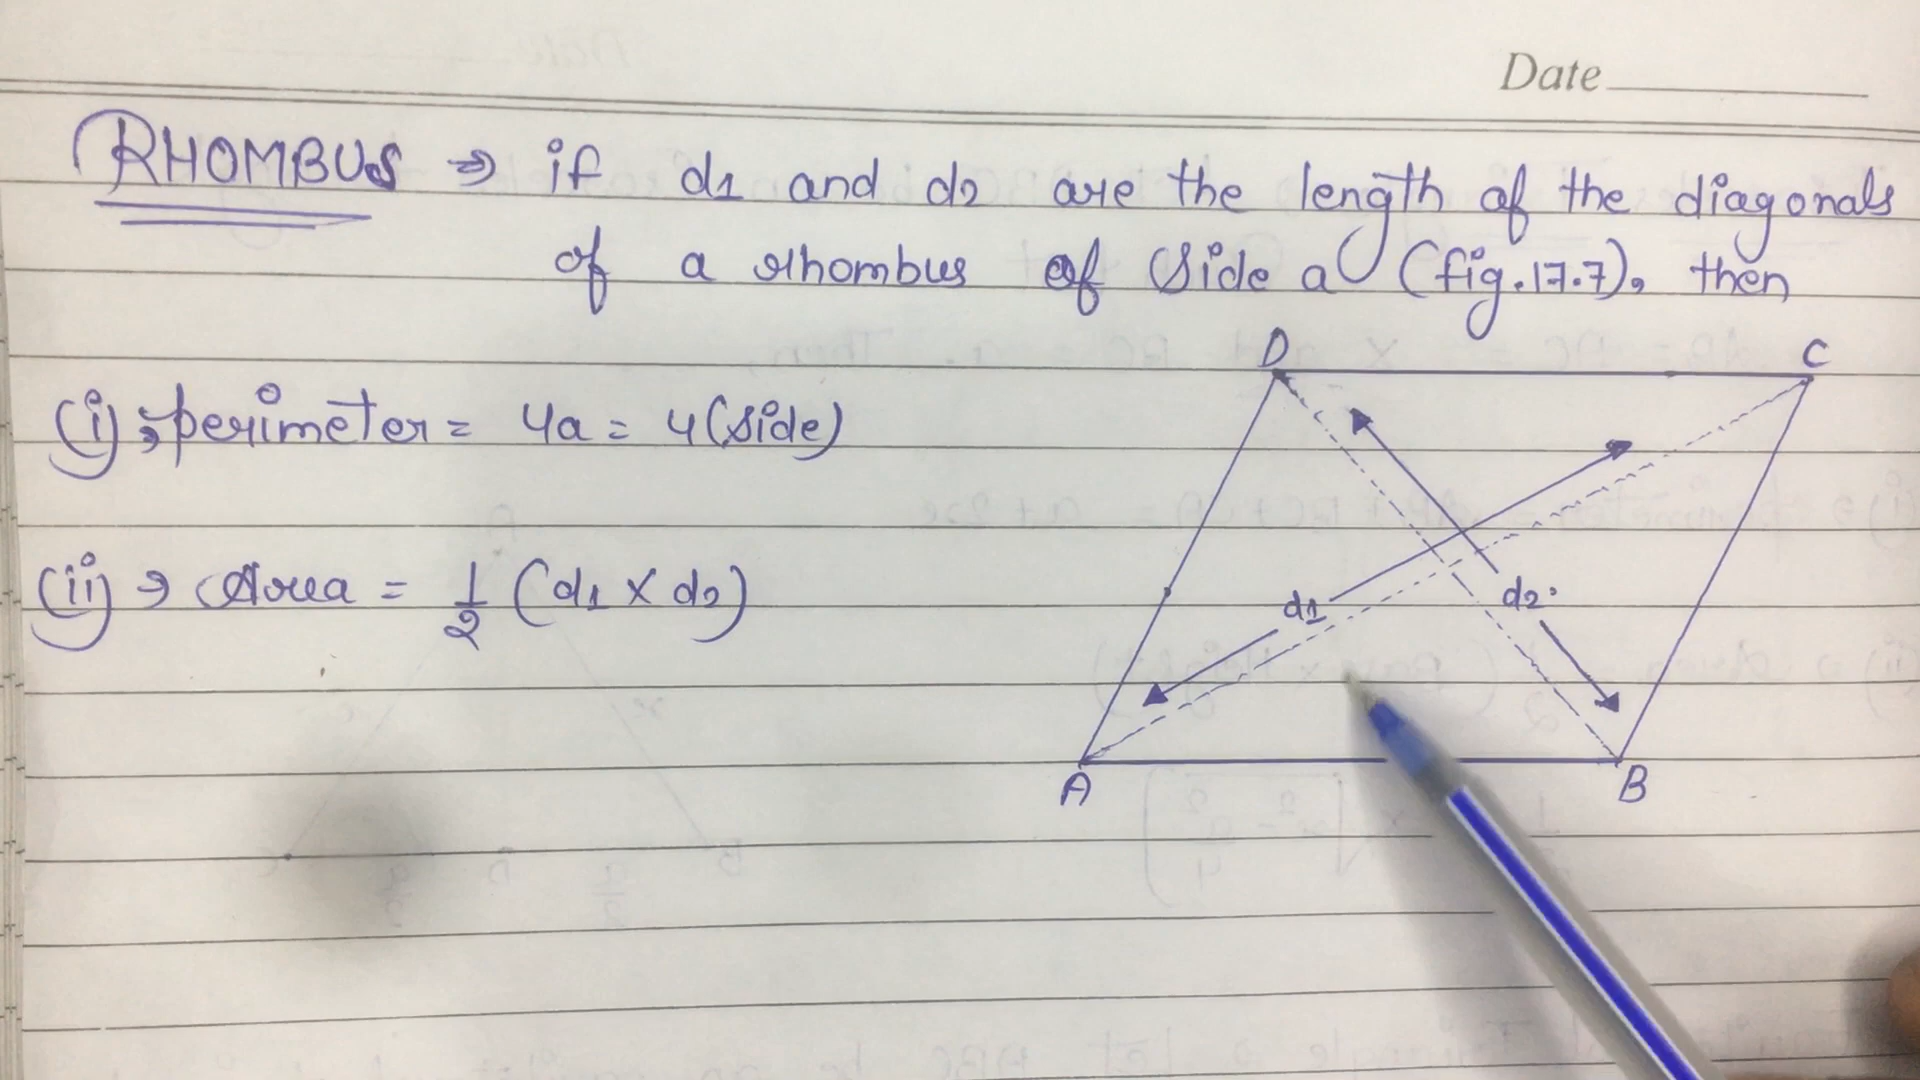 Date
RHOMBUS ⇒ if d1 and d2 are the length of the diagonals
of a rhombus of side a (fig.17.7), then
(i) → perimeter = 4a = 4(side)
(ii) → Area = 1/2 (d1 × d2)
D C
d1 d2
A B